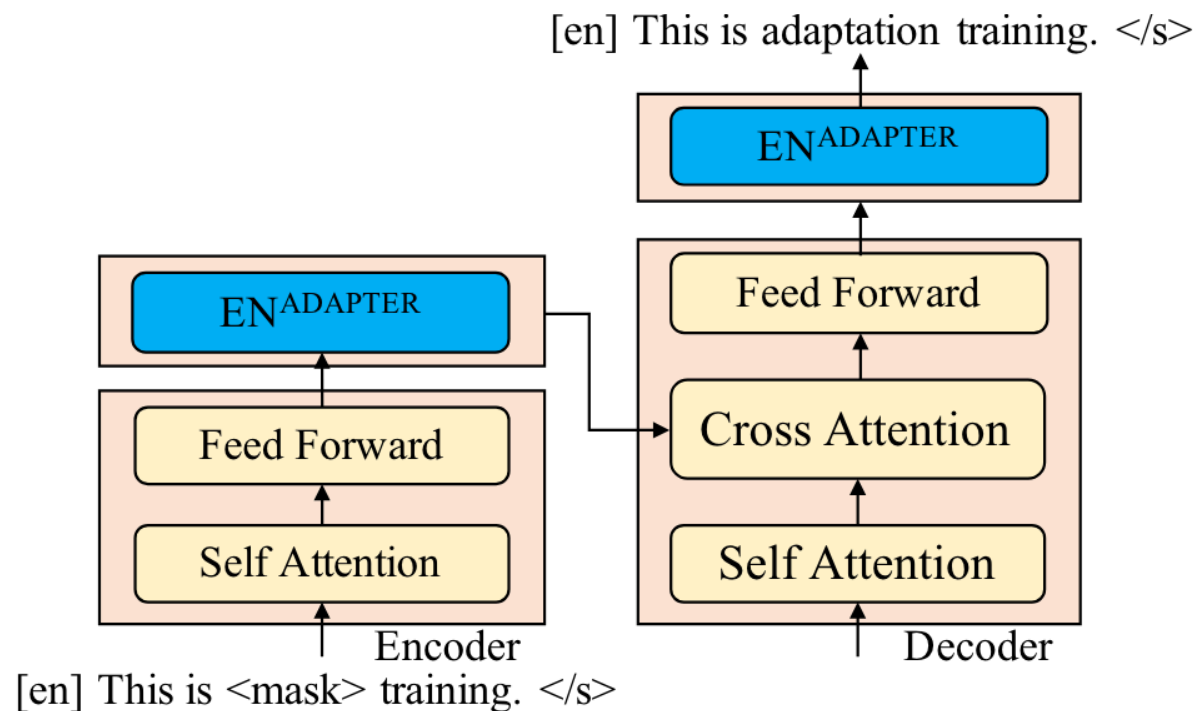 [en] This is adaptation training. </s>
EN^ADAPTER
Feed Forward
Cross Attention
Self Attention
Decoder
EN^ADAPTER
Feed Forward
Self Attention
Encoder
[en] This is <mask> training. </s>